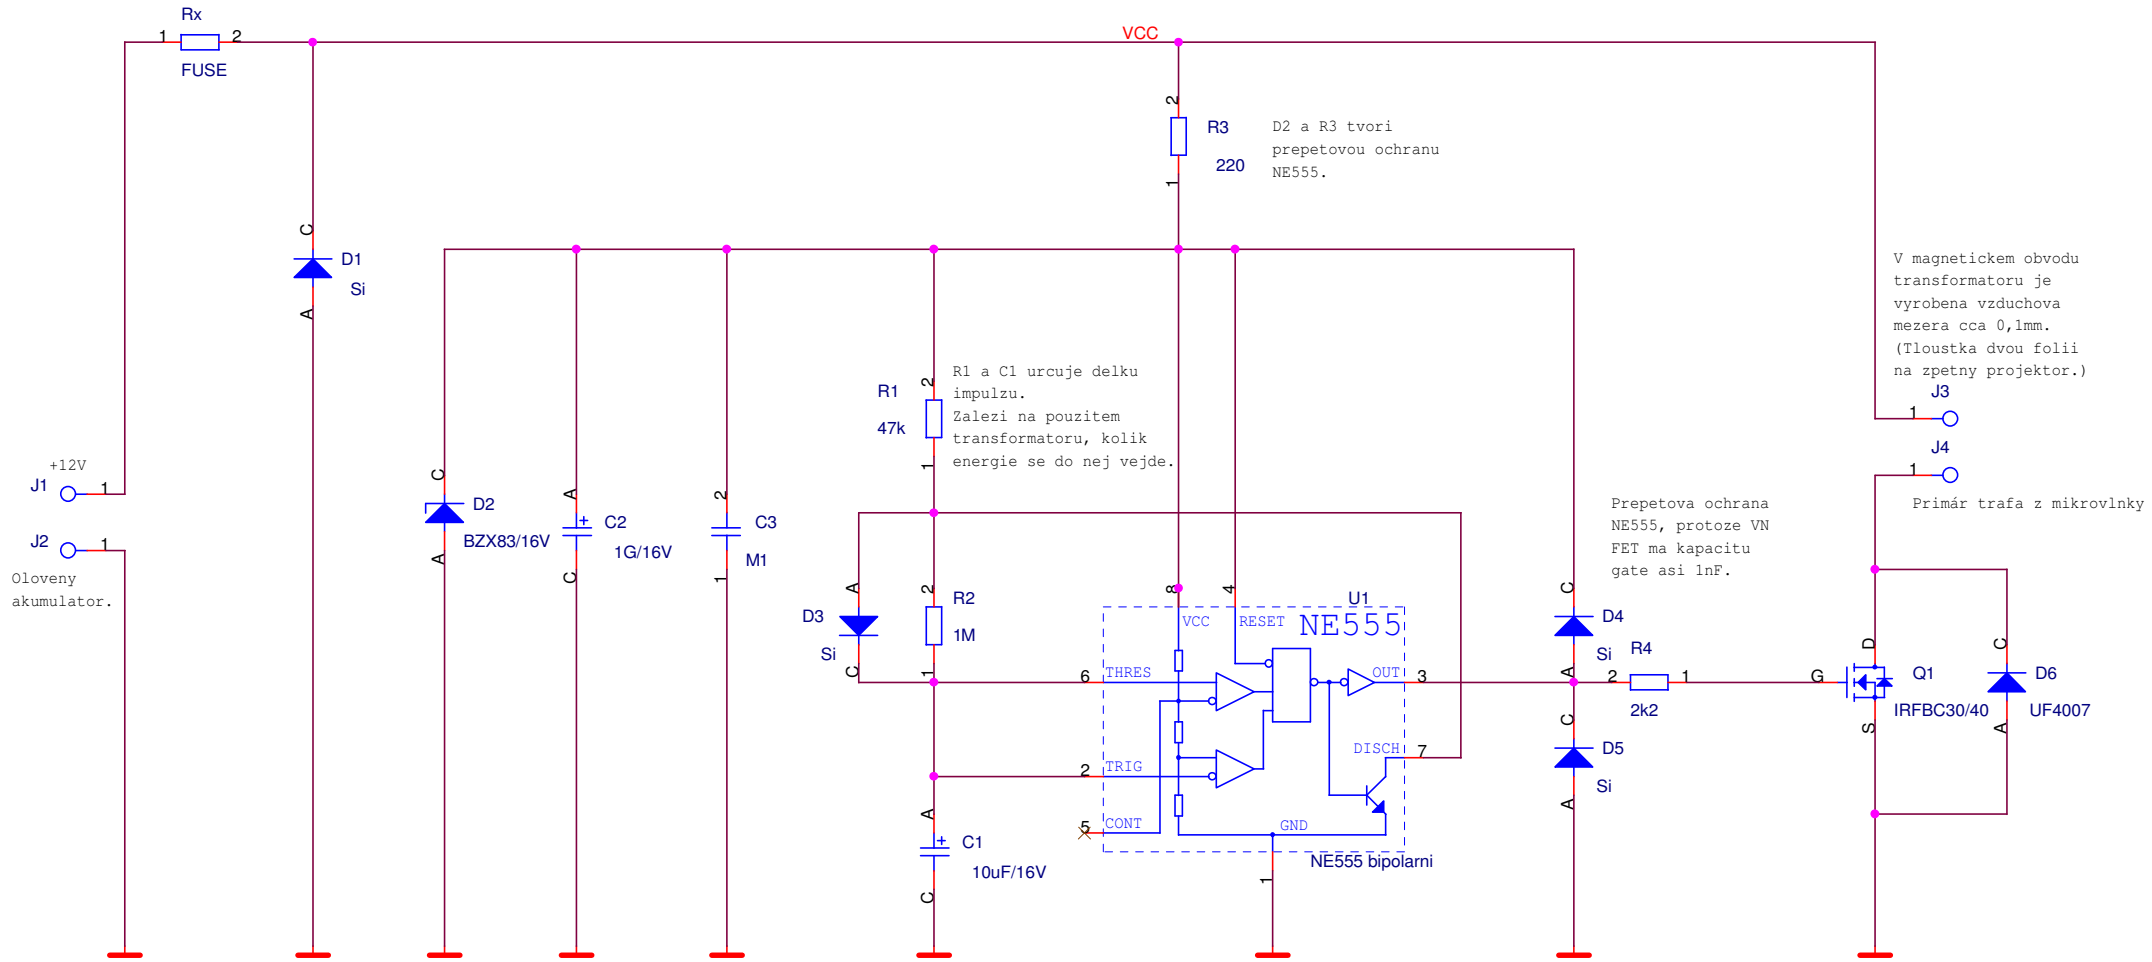 Rx
1
2
FUSE
VCC
2
R3
220
1
D2 a R3 tvori
prepetovou ochranu
NE555.
C
D1
Si
A
V magnetickem obvodu
transformatoru je
vyrobena vzduchova
mezera cca 0,1mm.
(Tloustka dvou folii
na zpetny projektor.)
J3
1
J4
1
Primár trafa z mikrovlnky
2
R1
47k
1
R1 a C1 urcuje delku
impulzu.
Zalezi na pouzitem
transformatoru, kolik
energie se do nej vejde.
+12V
J1
1
J2
1
Oloveny
akumulator.
C
D2
BZX83/16V
A
A
+
C2
1G/16V
C
2
C3
M1
1
Prepetova ochrana
NE555, protoze VN
FET ma kapacitu
gate asi 1nF.
A
D3
Si
C
2
R2
1M
1
8
4
U1
VCC
RESET
NE555
6
THRES
OUT
3
DISCH
7
2
TRIG
5
CONT
GND
1
NE555 bipolarni
A
+
C1
10uF/16V
C
C
D4
Si
A
R4
2
1
2k2
C
D5
Si
A
G
D
S
Q1
IRFBC30/40
C
D6
UF4007
A